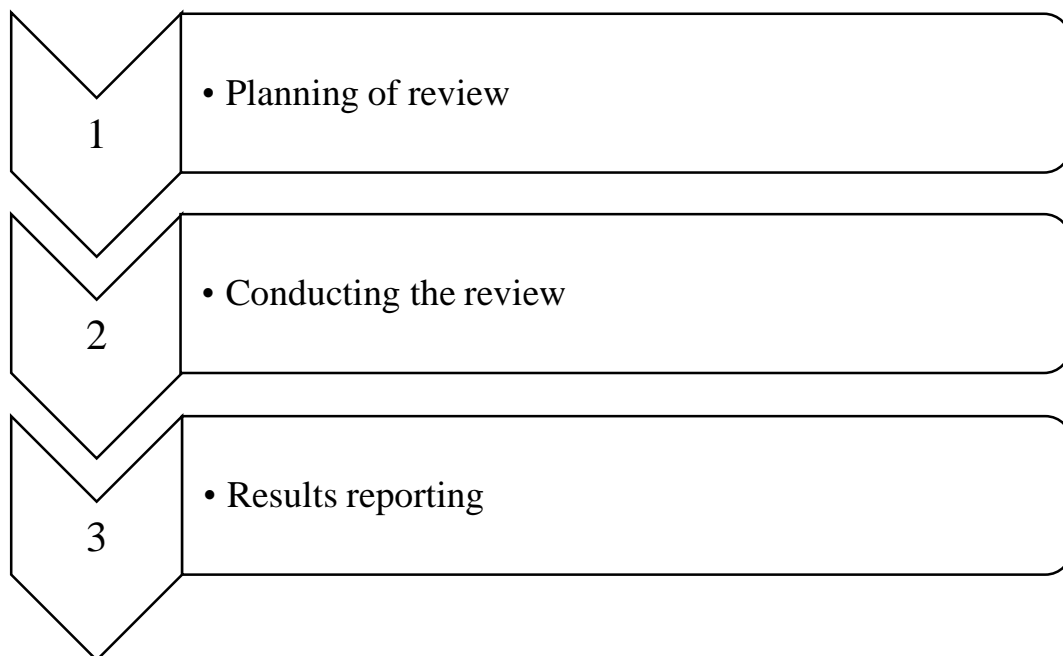 1
• Planning of review
2
• Conducting the review
3
• Results reporting